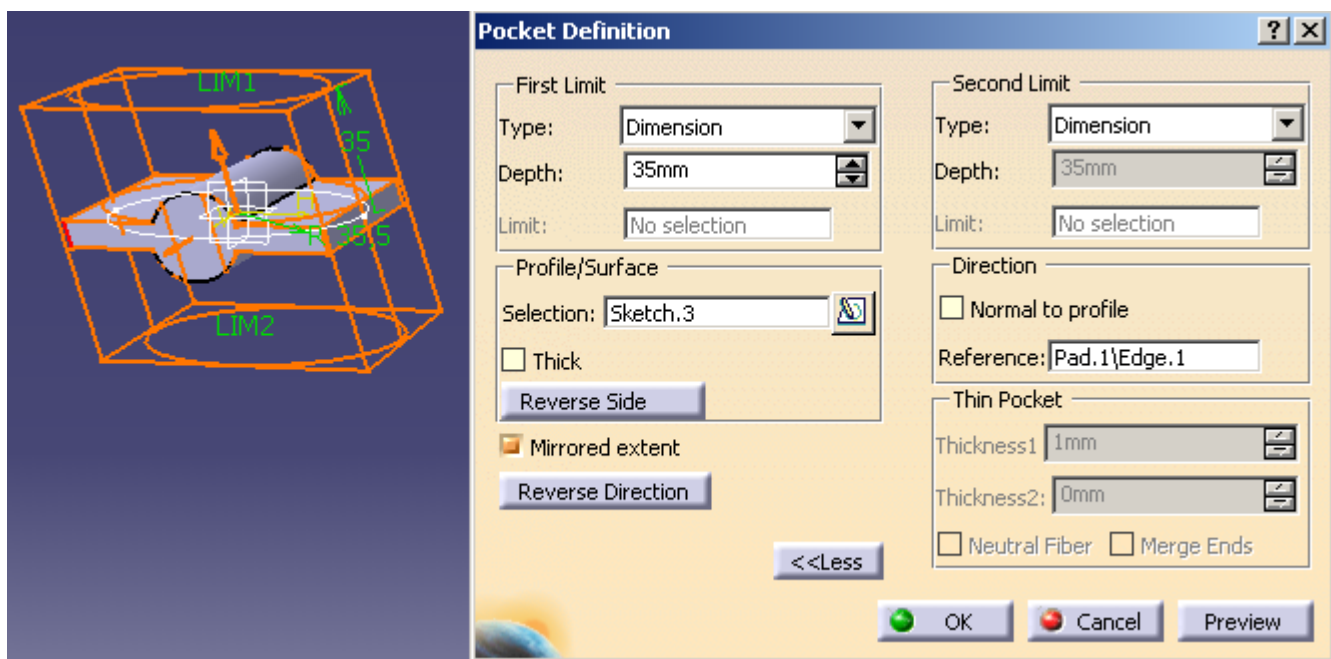 LIM1
35
H
R 35,5
LIM2
Pocket Definition
First Limit
Type: Dimension
Depth: 35mm
Limit: No selection
Profile/Surface
Selection: Sketch.3
Thick
Reverse Side
Mirrored extent
Reverse Direction
<<Less
Second Limit
Type: Dimension
Depth: 35mm
Limit: No selection
Direction
Normal to profile
Reference: Pad.1\Edge.1
Thin Pocket
Thickness1 1mm
Thickness2: 0mm
Neutral Fiber Merge Ends
OK Cancel Preview